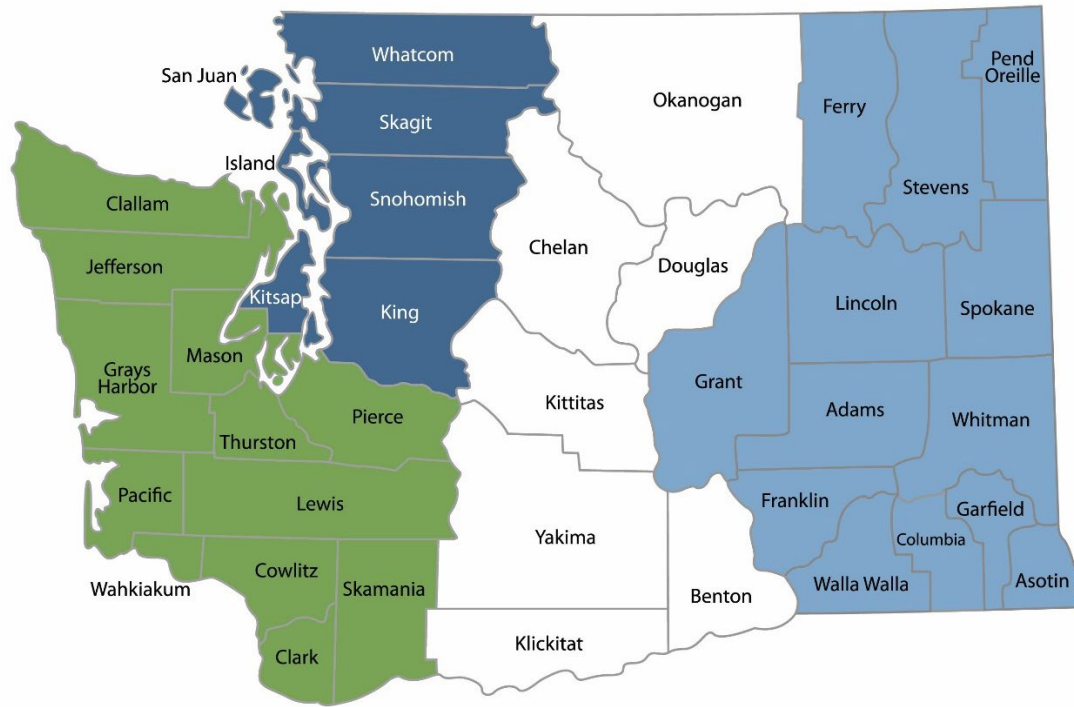 Whatcom
San Juan
Skagit
Island
Snohomish
King
Kitsap
Okanogan
Chelan
Douglas
Ferry
Stevens
Pend
Oreille
Clallam
Jefferson
Mason
Grays
Harbor
Thurston
Pierce
Pacific
Lewis
Wahkiakum
Cowlitz
Skamania
Clark
Kittitas
Yakima
Klickitat
Benton
Grant
Lincoln
Spokane
Adams
Whitman
Franklin
Walla Walla
Columbia
Garfield
Asotin